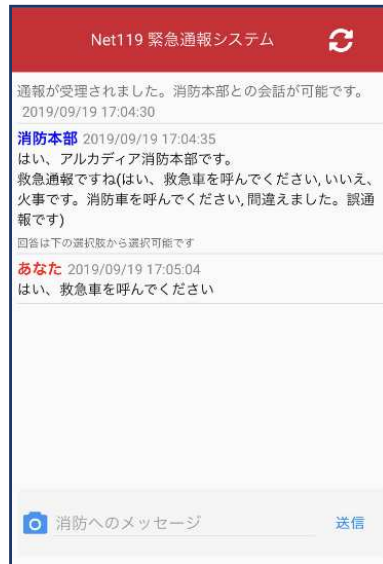 Net119 緊急通報システム
通報が受理されました。消防本部との会話が可能です。
2019/09/19 17:04:30
消防本部 2019/09/19 17:04:35
はい、アルカディア消防本部です。
救急通報ですね(はい、救急車を呼んでください, いいえ、
火事です。消防車を呼んでください, 間違えました。誤通
報です)
回答は下の選択肢から選択可能です
あなた 2019/09/19 17:05:04
はい、救急車を呼んでください
消防へのメッセージ 送信